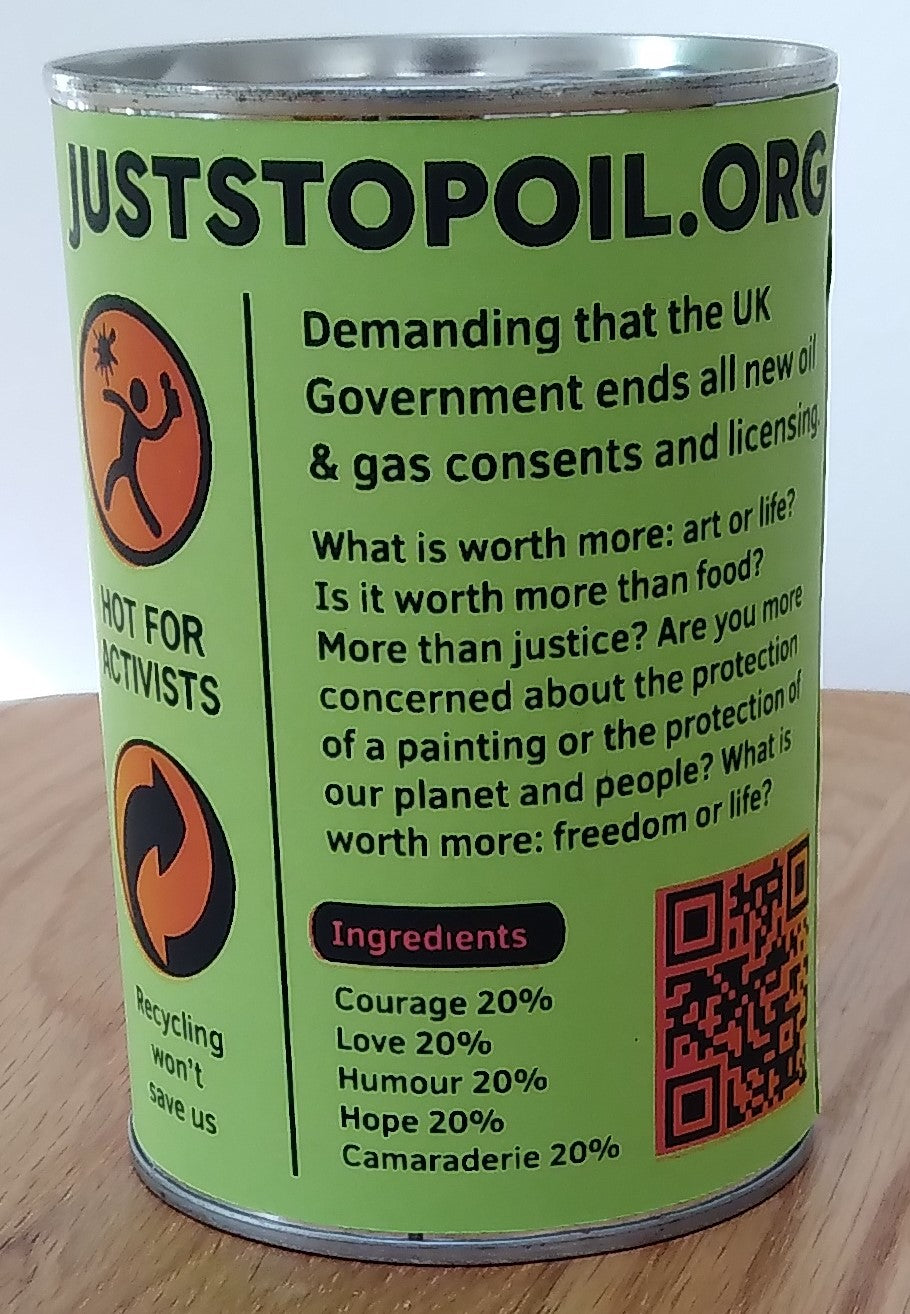 JUSTSTOPOIL.ORG
Demanding that the UK
Government ends all new oil
& gas consents and licensing.
What is worth more: art or life?
Is it worth more than food?
More than justice? Are you more
concerned about the protection
of a painting or the protection of
our planet and people? What is
worth more: freedom or life?
HOT FOR
ACTIVISTS
Recycling
won't
save us
Ingredients
Courage 20%
Love 20%
Humour 20%
Hope 20%
Camaraderie 20%